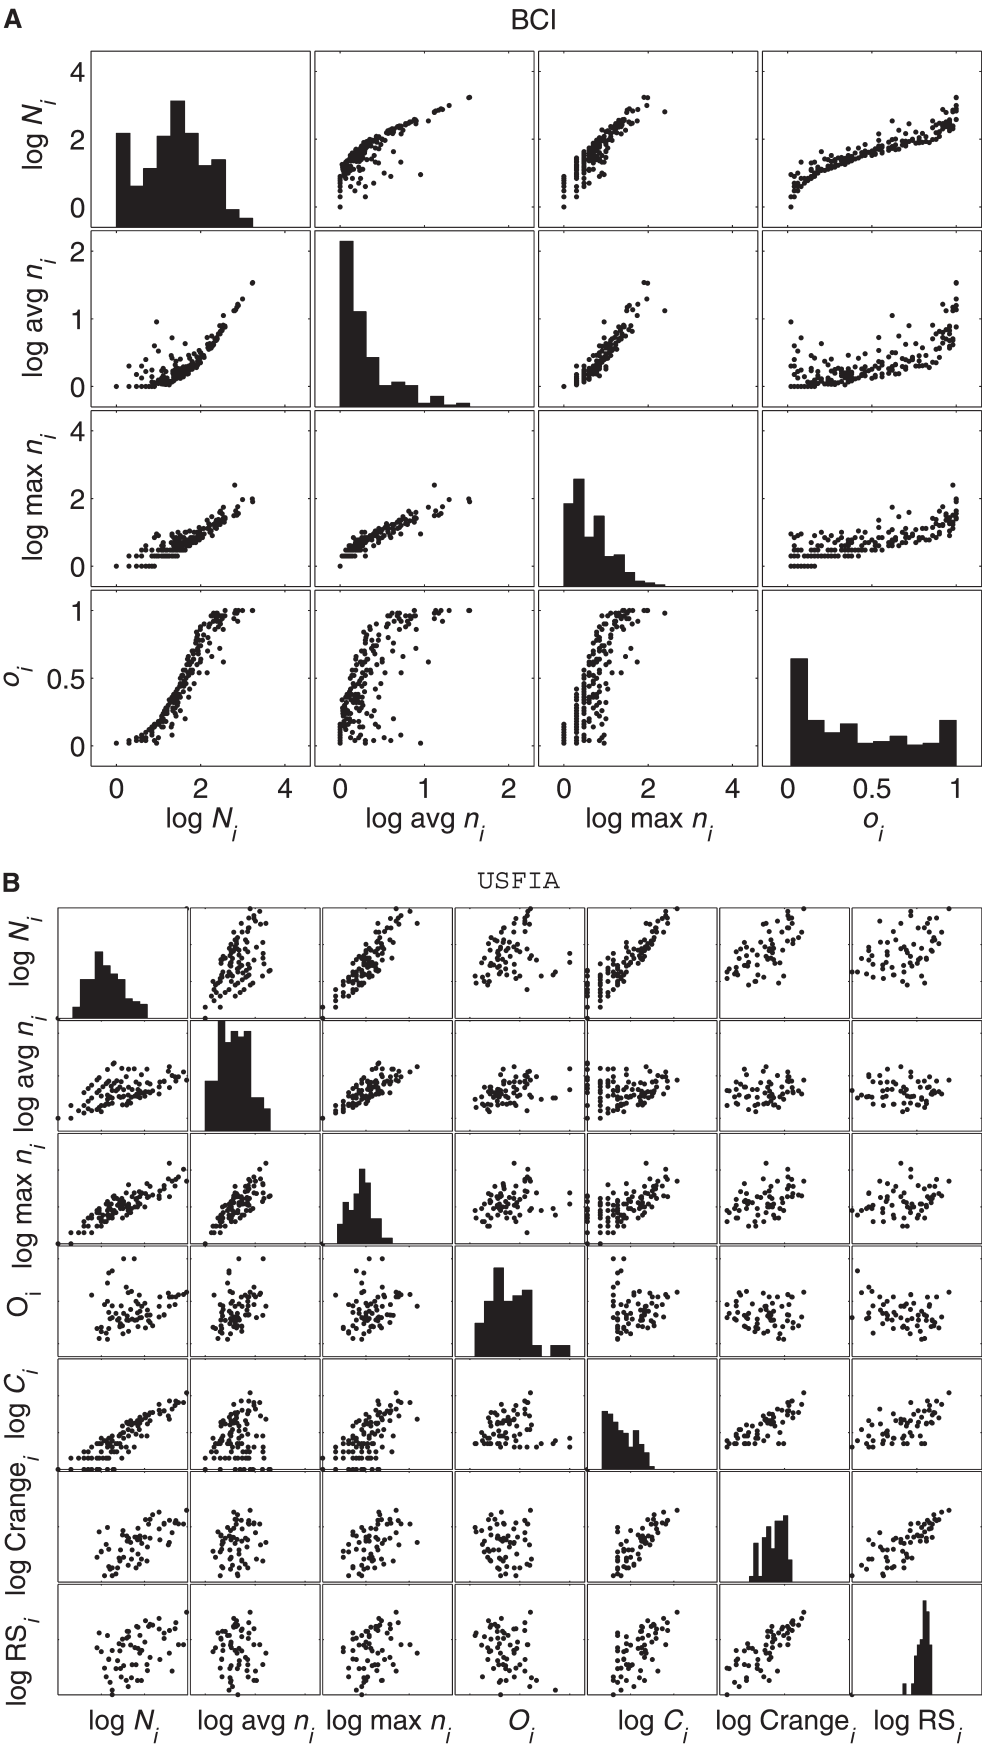 A
BCI
log N_i
4
2
0
log avg n_i
2
1
0
log max n_i
4
2
0
o_i
1
0.5
0
0 2 4 0 1 2 0 2 4 0 0.5 1
log N_i log avg n_i log max n_i o_i
B
USFIA
log N_i
log avg n_i
log max n_i
O_i
log C_i
log Crange_i
log RS_i
log N_i log avg n_i log max n_i O_i log C_i log Crange_i log RS_i